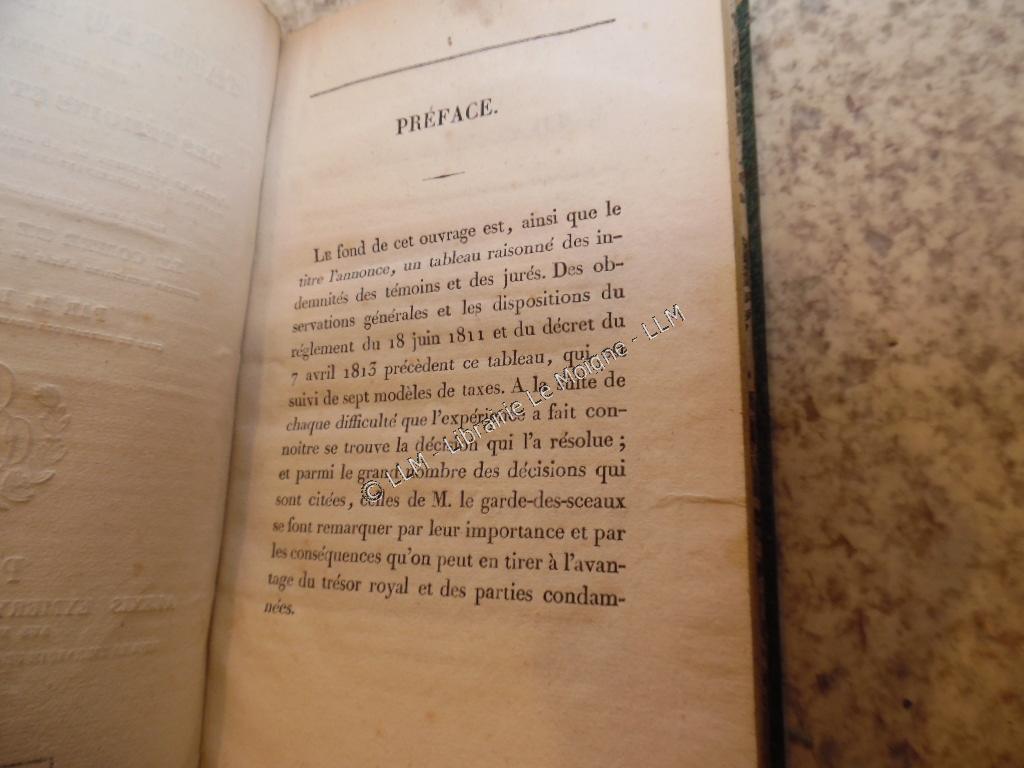 PRÉFACE.
LE fond de cet ouvrage est, ainsi que le
titre l'annonce, un tableau raisonné des in-
demnités des témoins et des jurés. Des ob-
servations générales et les dispositions du
réglement du 18 juin 1811 et du décret du
7 avril 1813 précèdent ce tableau, qui est
suivi de sept modèles de taxes. A la suite de
chaque difficulté que l'expérience a fait con-
noitre se trouve la décision qui l'a résolue ;
et parmi le grand nombre des décisions qui
sont citées, celles de M. le garde-des-sceaux
se font remarquer par leur importance et par
les conséquences qu'on peut en tirer à l'avan-
tage du trésor royal et des parties condam-
nées.
© LLM - Librairie Le Moigne - LLM